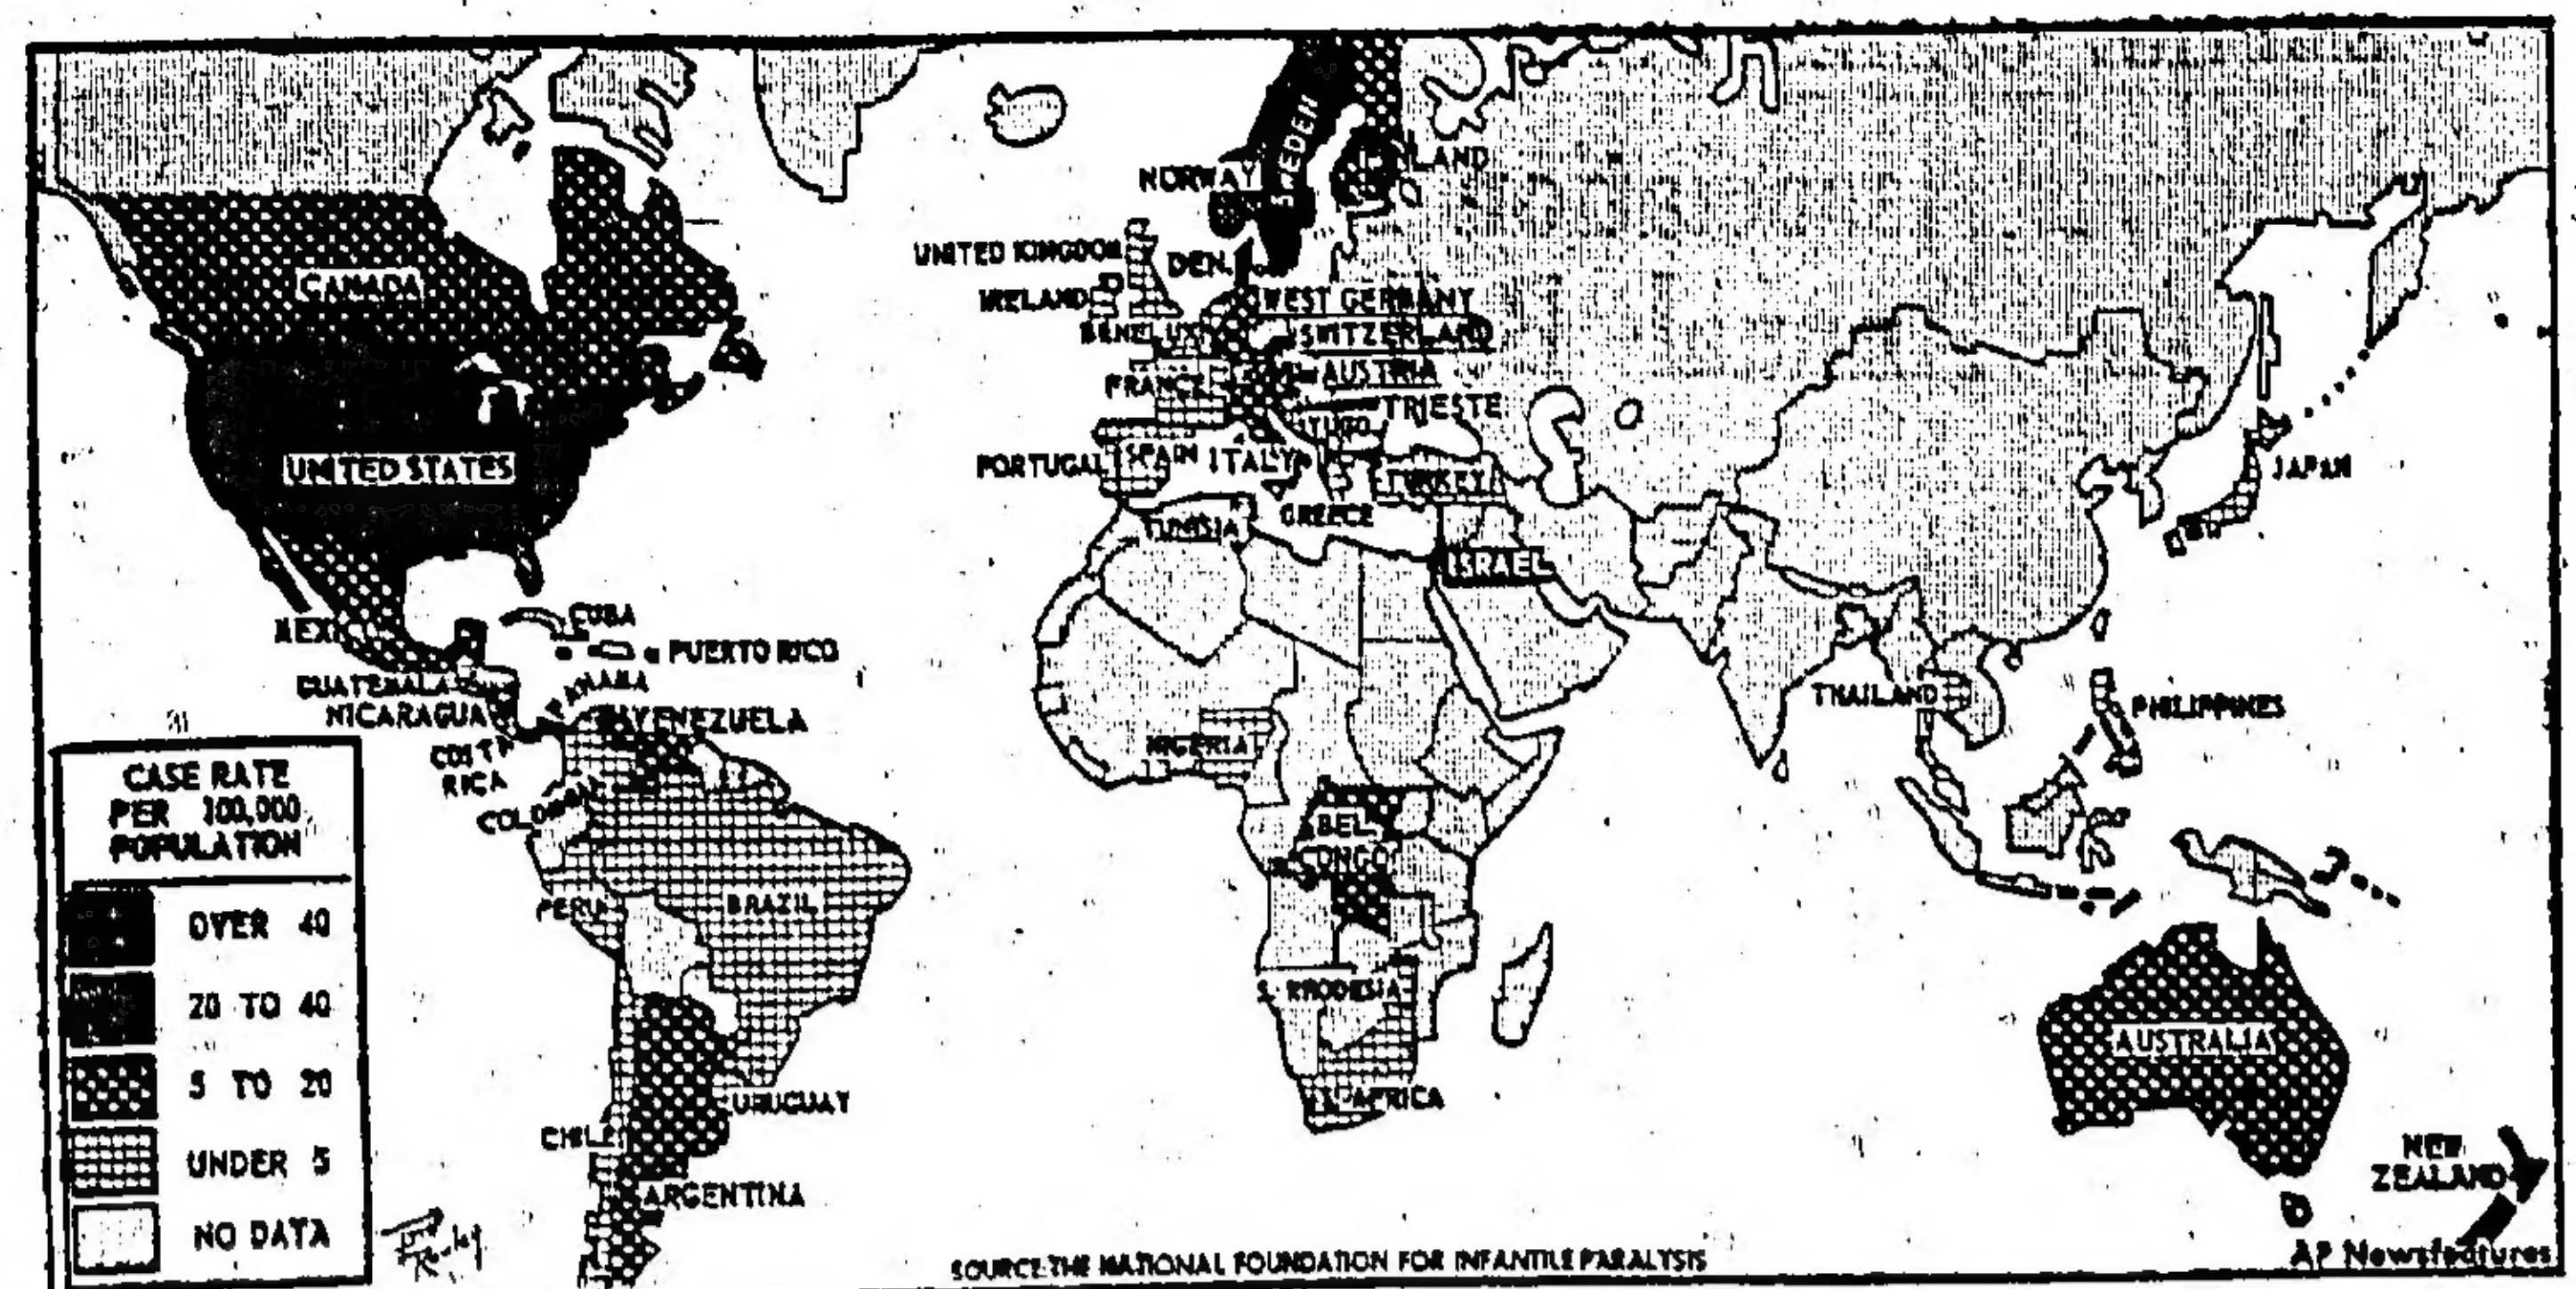 CANADA
UNITED STATES
CUBA
PUERTO RICO
GUATEMALA
NICARAGUA
PANAMA
COSTA
RICA
VENEZUELA
COLOMBIA
PERU
BRAZIL
CHILE
URUGUAY
ARGENTINA
CASE RATE
PER 100,000
POPULATION
OVER 40
20 TO 40
5 TO 20
UNDER 5
NO DATA
SWEDEN
NORWAY
LAND
UNITED KINGDOM
DEN.
IRELAND
WEST GERMANY
BENELUX
SWITZERLAND
FRANCE
AUSTRIA
TRIESTE
PORTUGAL
SPAIN
ITALY
TURKEY
GREECE
TUNISIA
ISRAEL
NIGERIA
BEL.
CONGO
S. RHODESIA
S. AFRICA
JAPAN
THAILAND
PHILIPPINES
AUSTRALIA
NEW
ZEALAND
SOURCE: THE NATIONAL FOUNDATION FOR INFANTILE PARALYSIS
AP Newsfeatures